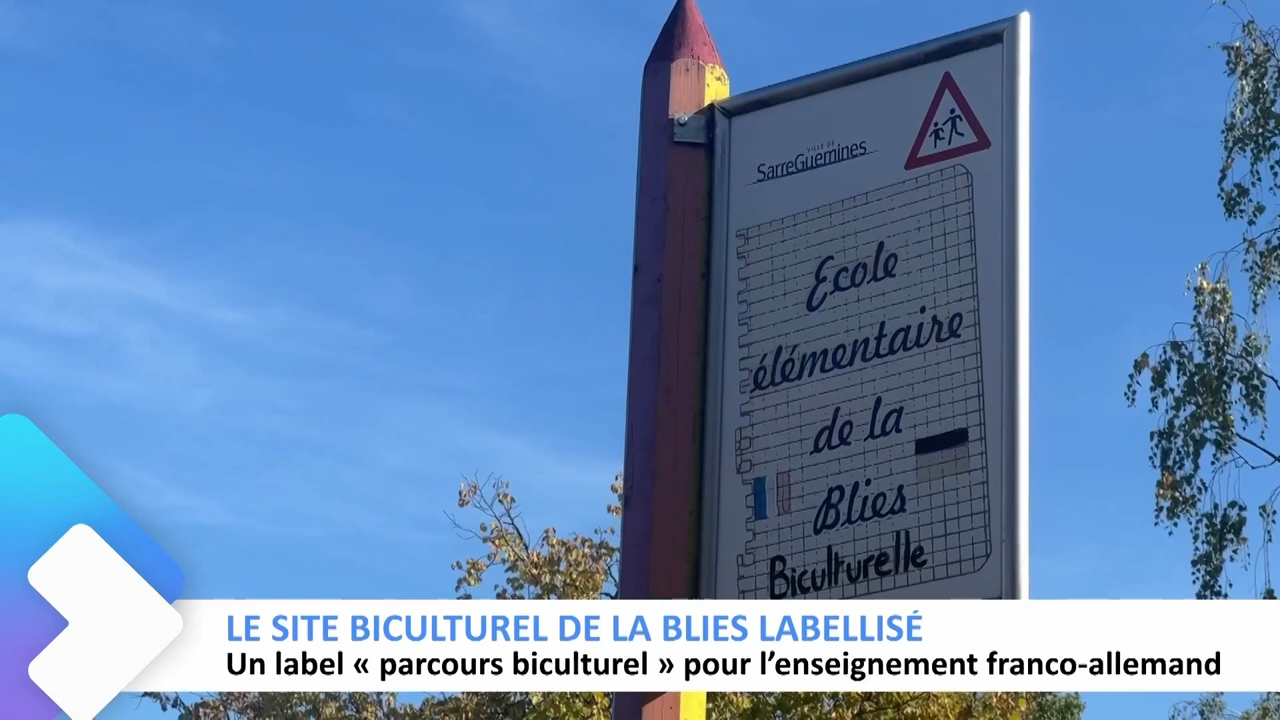 VILLE DE
SarreGuemines
Ecole
élémentaire
de la
Blies
Biculturelle
LE SITE BICULTUREL DE LA BLIES LABELLISÉ
Un label « parcours biculturel » pour l’enseignement franco-allemand